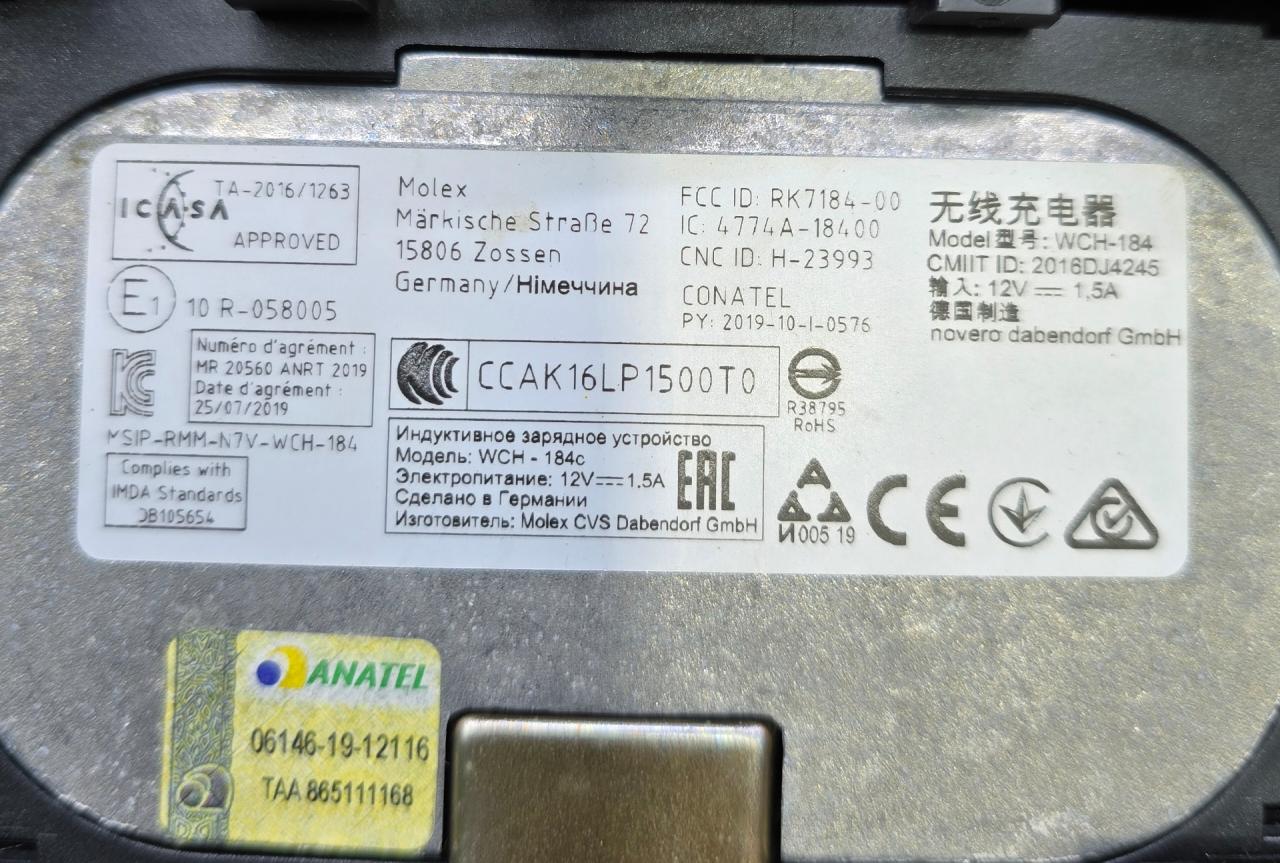 ICASA
TA-2016/1263
APPROVED
E1
10 R-058005
KC
Numéro d'agrément :
MR 20560 ANRT 2019
Date d'agrément :
25/07/2019
MSIP-RMM-N7V-WCH-184
Complies with
IMDA Standards
DB105654
Molex
Märkische Straße 72
15806 Zossen
Germany/Німеччина
FCC ID: RK7184-00
IC: 4774A-18400
CNC ID: H-23993
CONATEL
PY: 2019-10-I-0576
CCAK16LP1500T0
R38795
RoHS
Индуктивное зарядное устройство
Модель: WCH - 184c
Электропитание: 12V⎓1,5A
Сделано в Германии
Изготовитель: Molex CVS Dabendorf GmbH
EAC
И005 19
CE
无线充电器
Model 型号: WCH-184
CMIIT ID: 2016DJ4245
输入: 12V ⎓ 1,5A
德国制造
novero dabendorf GmbH
ANATEL
06146-19-12116
TAA 865111168